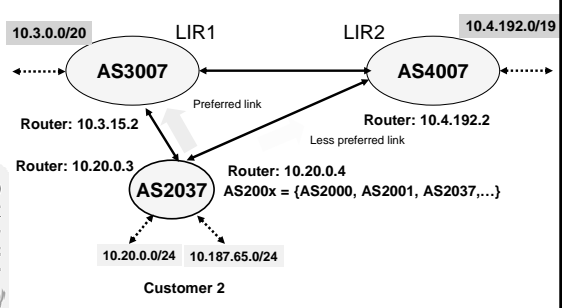 10.3.0.0/20
LIR1
LIR2
10.4.192.0/19
AS3007
AS4007
Preferred link
Router: 10.3.15.2
Router: 10.4.192.2
Less preferred link
Router: 10.20.0.3
Router: 10.20.0.4
AS2037
AS200x = {AS2000, AS2001, AS2037,…}
10.20.0.0/24
10.187.65.0/24
Customer 2